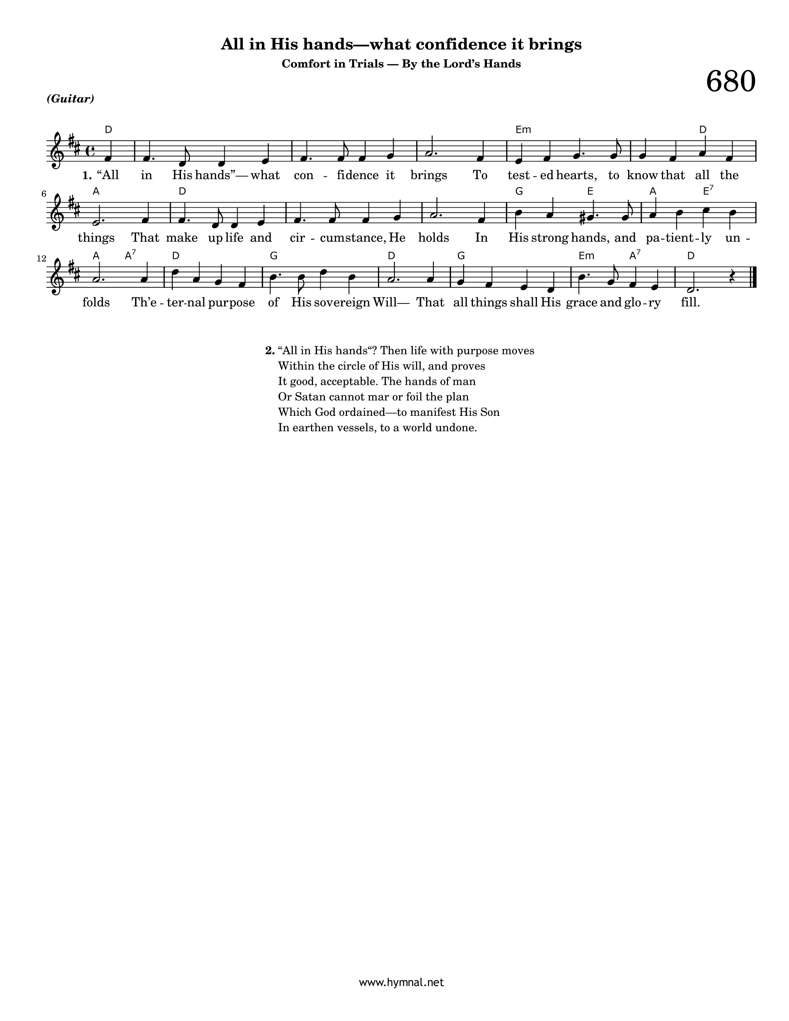 All in His hands—what confidence it brings
Comfort in Trials — By the Lord's Hands
680
(Guitar)
D Em D
1. “All in His hands”— what con - fidence it brings To test - ed hearts, to know that all the
6 A D G E A E7
things That make up life and cir - cumstance, He holds In His strong hands, and pa-tient-ly un -
12 A A7 D G D G Em A7 D
folds Th'e - ter-nal purpose of His sovereign Will— That all things shall His grace and glo-ry fill.
2. “All in His hands“? Then life with purpose moves
Within the circle of His will, and proves
It good, acceptable. The hands of man
Or Satan cannot mar or foil the plan
Which God ordained—to manifest His Son
In earthen vessels, to a world undone.
www.hymnal.net